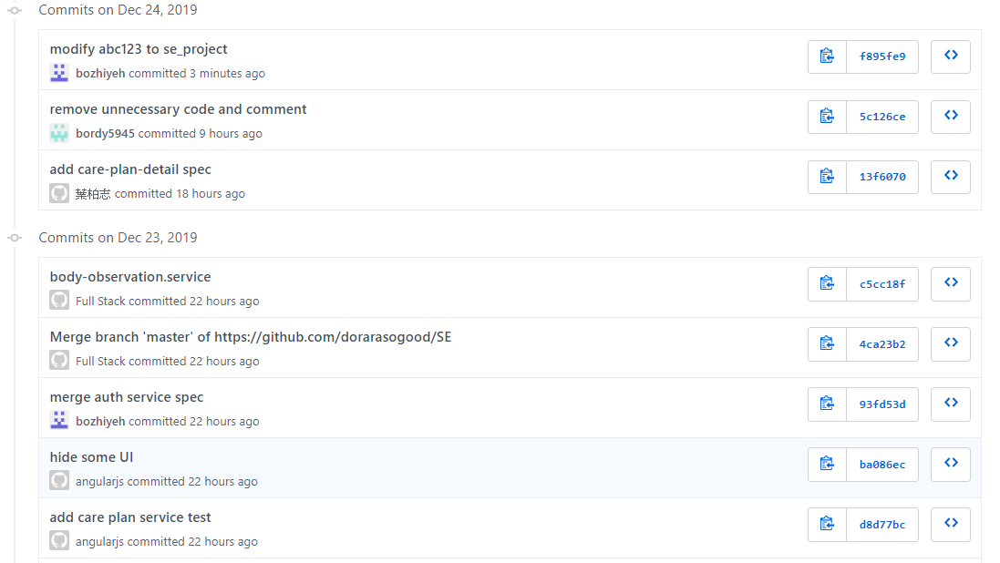 Commits on Dec 24, 2019
modify abc123 to se_project
bozhiyeh committed 3 minutes ago
f895fe9
remove unnecessary code and comment
bordy5945 committed 9 hours ago
5c126ce
add care-plan-detail spec
葉柏志 committed 18 hours ago
13f6070
Commits on Dec 23, 2019
body-observation.service
Full Stack committed 22 hours ago
c5cc18f
Merge branch 'master' of https://github.com/dorarasogood/SE
Full Stack committed 22 hours ago
4ca23b2
merge auth service spec
bozhiyeh committed 22 hours ago
93fd53d
hide some UI
angularjs committed 22 hours ago
ba086ec
add care plan service test
angularjs committed 22 hours ago
d8d77bc